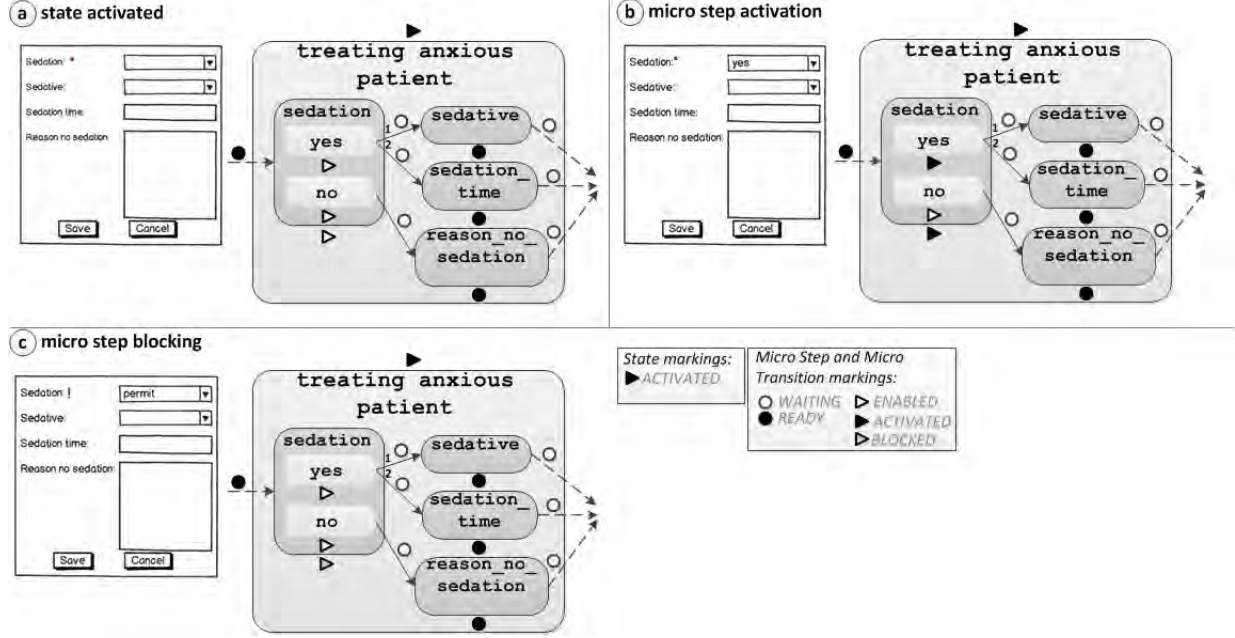 a state activated
Sedation: *
Sedative:
Sedation time:
Reason no sedation:
Save Cancel
treating anxious
patient
sedation
yes
no
1
2
sedative
sedation_
time
reason_no_
sedation
b micro step activation
Sedation:* yes
Sedative:
Sedation time:
Reason no sedation:
Save Cancel
treating anxious
patient
sedation
yes
no
1
2
sedative
sedation_
time
reason_no_
sedation
c micro step blocking
Sedation ! permit
Sedative:
Sedation time:
Reason no sedation:
Save Cancel
treating anxious
patient
sedation
yes
no
1
2
sedative
sedation_
time
reason_no_
sedation
State markings:
ACTIVATED
Micro Step and Micro
Transition markings:
WAITING ENABLED
READY ACTIVATED
BLOCKED